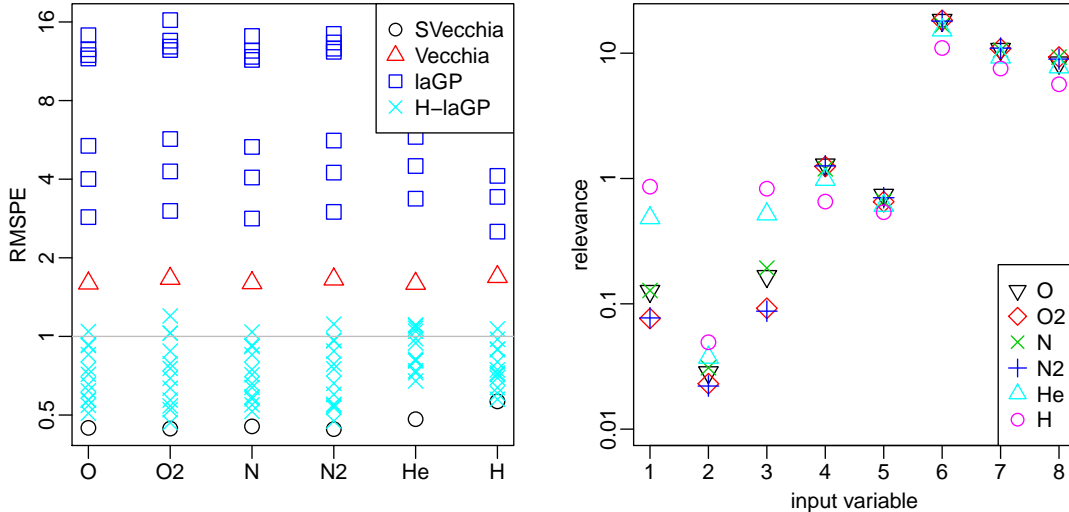 RMSPE
16
8
4
2
1
0.5
SVecchia
Vecchia
laGP
H−laGP
O O2 N N2 He H
relevance
10
1
0.1
0.01
O
O2
N
N2
He
H
1 2 3 4 5 6 7 8
input variable